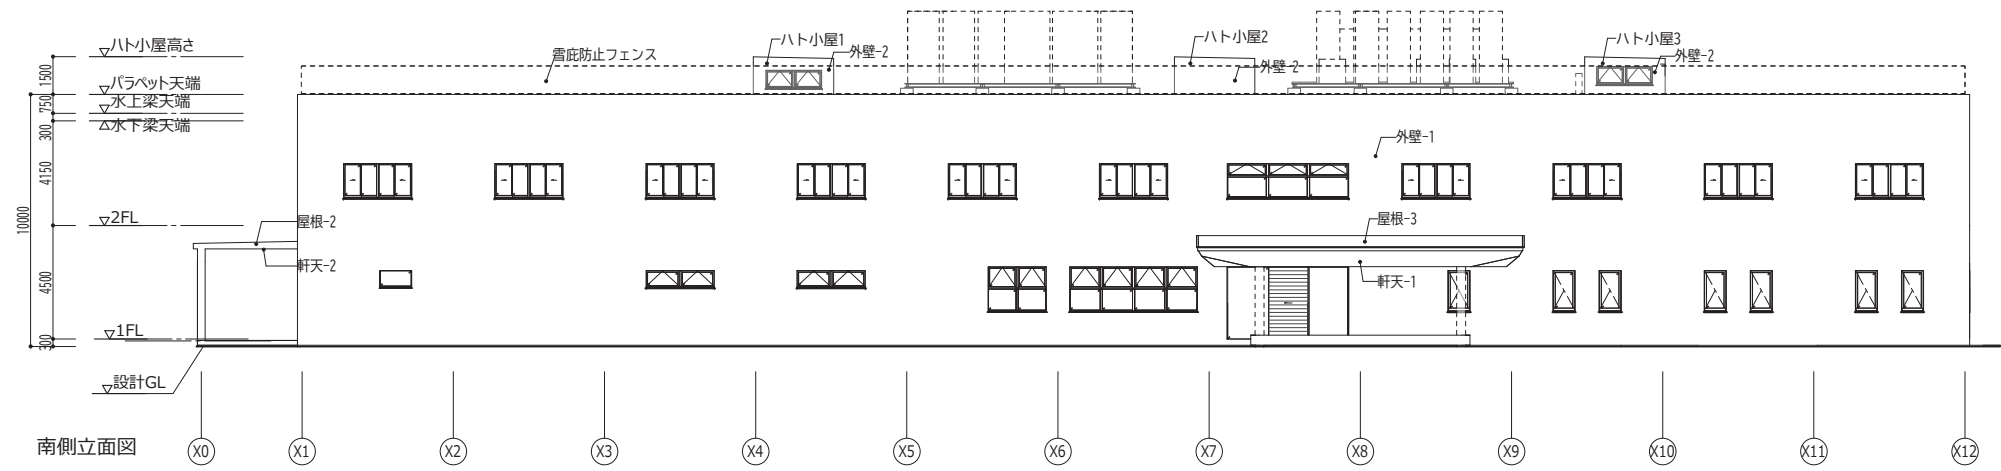 ハト小屋高さ
1500
パラペット天端
750
水上梁天端
300
水下梁天端
4150
10000
2FL
4500
1FL
300
設計GL
雪庇防止フェンス
ハト小屋1
外壁-2
ハト小屋2
外壁-2
ハト小屋3
外壁-2
外壁-1
屋根-2
軒天-2
屋根-3
軒天-1
南側立面図
X0 X1 X2 X3 X4 X5 X6 X7 X8 X9 X10 X11 X12